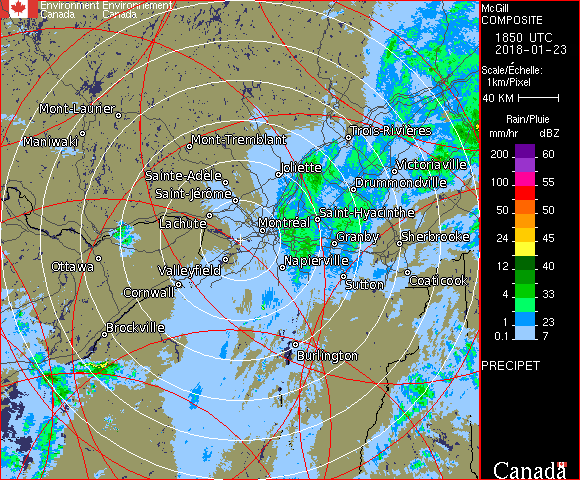 Environment Environnement
Canada Canada
Mont-Laurier
Maniwaki
Mont-Tremblant
Trois-Rivières
Joliette
Victoriaville
Sainte-Adèle
Drummondville
Saint-Jérôme
Lachute
Saint-Hyacinthe
Montréal
Granby
Sherbrooke
Ottawa
Valleyfield
Napierville
Cornwall
Sutton
Coaticook
Brockville
Burlington
McGill
COMPOSITE
1850 UTC
2018-01-23
Scale/Échelle:
1km/Pixel
40 KM
Rain/Pluie
mm/hr dBZ
200 60
100 55
50 50
24 45
12 40
4 33
1 23
0.1 7
PRECIPET
Canada